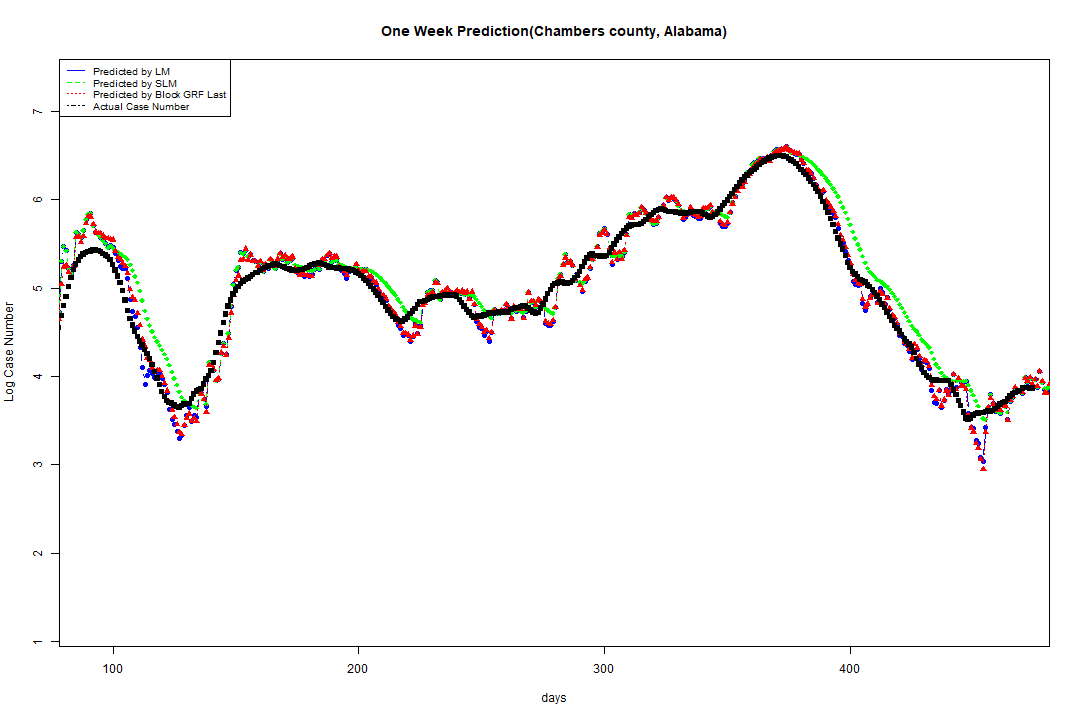 One Week Prediction(Chambers county, Alabama)
Predicted by LM
Predicted by SLM
Predicted by Block GRF Last
Actual Case Number
7
6
5
4
3
2
1
Log Case Number
100 200 300 400
days